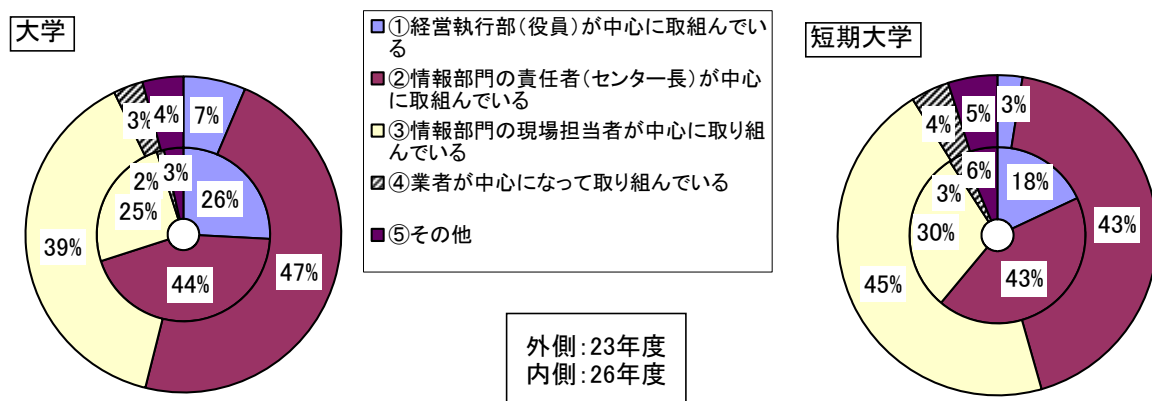 大学
7%
47%
39%
3%
4%
26%
44%
25%
2%
3%
①経営執行部(役員)が中心に取組んでい
る
②情報部門の責任者(センター長)が中心
に取組んでいる
③情報部門の現場担当者が中心に取り組
んでいる
④業者が中心になって取り組んでいる
⑤その他
外側:23年度
内側:26年度
短期大学
3%
43%
45%
4%
5%
18%
43%
30%
3%
6%